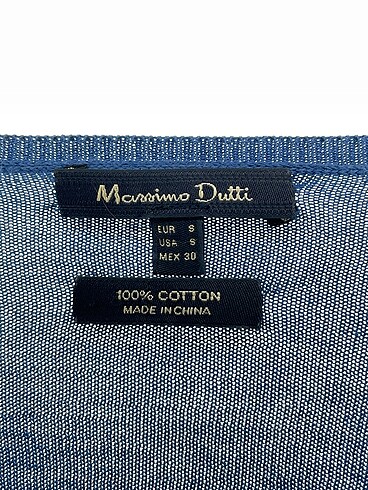 Massimo Dutti
EUR S
USA S
MEX 30
100% COTTON
MADE IN CHINA